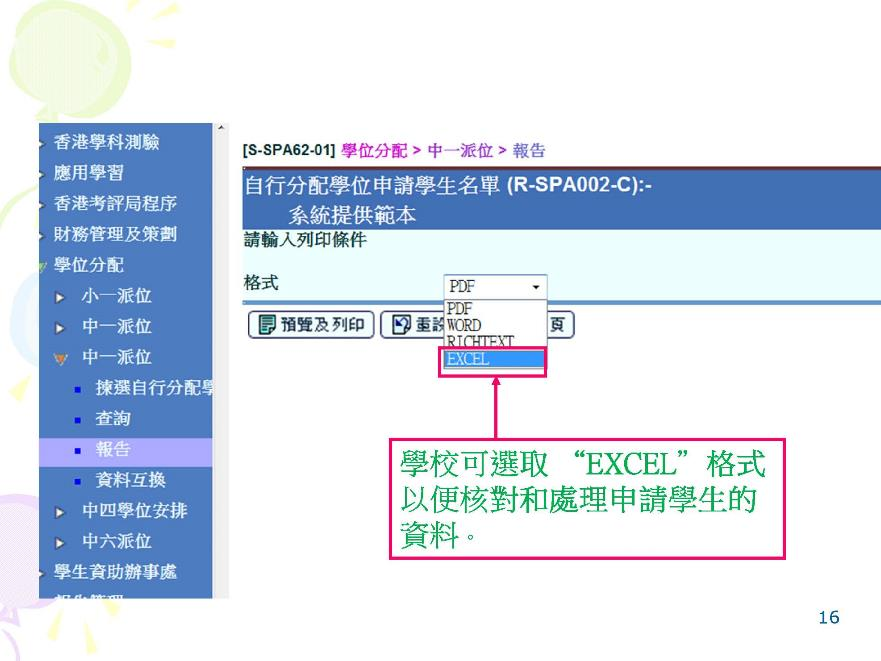 香港學科測驗
應用學習
香港考評局程序
財務管理及策劃
學位分配
小一派位
中一派位
中一派位
揀選自行分配學
查詢
報告
資料互換
中四學位安排
中六派位
學生資助辦事處
[S-SPA62-01] 學位分配 > 中一派位 > 報告
自行分配學位申請學生名單 (R-SPA002-C):-
系統提供範本
請輸入列印條件
格式
PDF
PDF
WORD
RICHTEXT
EXCEL
預覽及列印
重設
頁
學校可選取 “EXCEL” 格式
以便核對和處理申請學生的
資料。
16